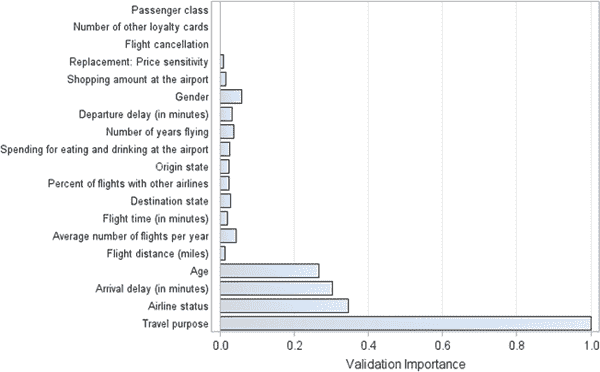 Passenger class
Number of other loyalty cards
Flight cancellation
Replacement: Price sensitivity
Shopping amount at the airport
Gender
Departure delay (in minutes)
Number of years flying
Spending for eating and drinking at the airport
Origin state
Percent of flights with other airlines
Destination state
Flight time (in minutes)
Average number of flights per year
Flight distance (miles)
Age
Arrival delay (in minutes)
Airline status
Travel purpose
0.0 0.2 0.4 0.6 0.8 1.0
Validation Importance